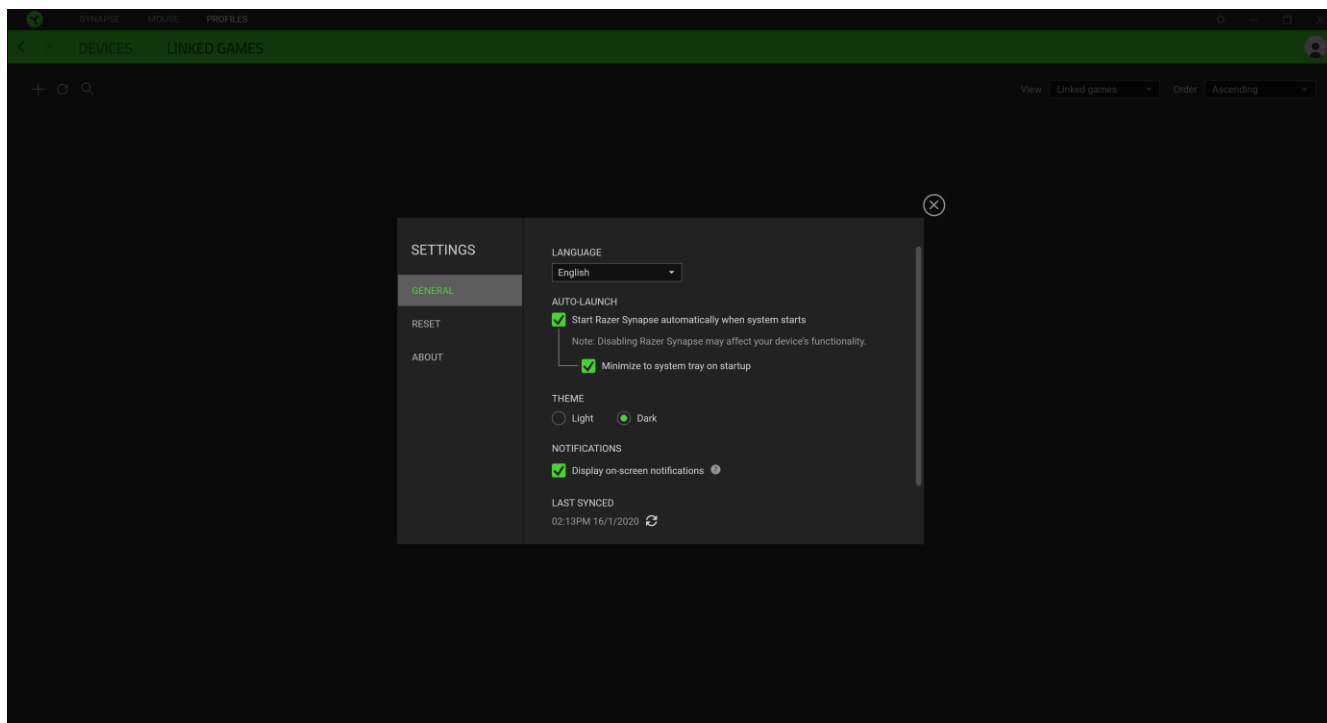 SYNAPSE MOUSE PROFILES
DEVICES LINKED GAMES
View Linked games Order Ascending
SETTINGS
GENERAL
RESET
ABOUT
LANGUAGE
English
AUTO-LAUNCH
Start Razer Synapse automatically when system starts
Note: Disabling Razer Synapse may affect your device's functionality.
Minimize to system tray on startup
THEME
Light Dark
NOTIFICATIONS
Display on-screen notifications
LAST SYNCED
02:13PM 16/1/2020